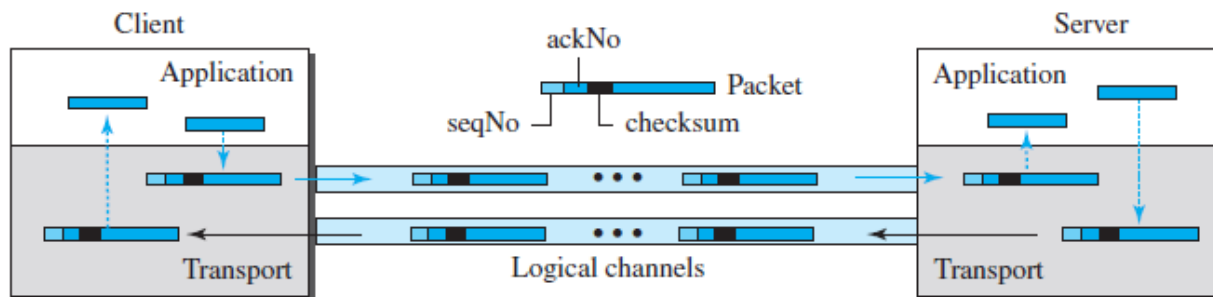 Client
ackNo
Server
Application
Packet
Application
seqNo
checksum
Transport
Logical channels
Transport